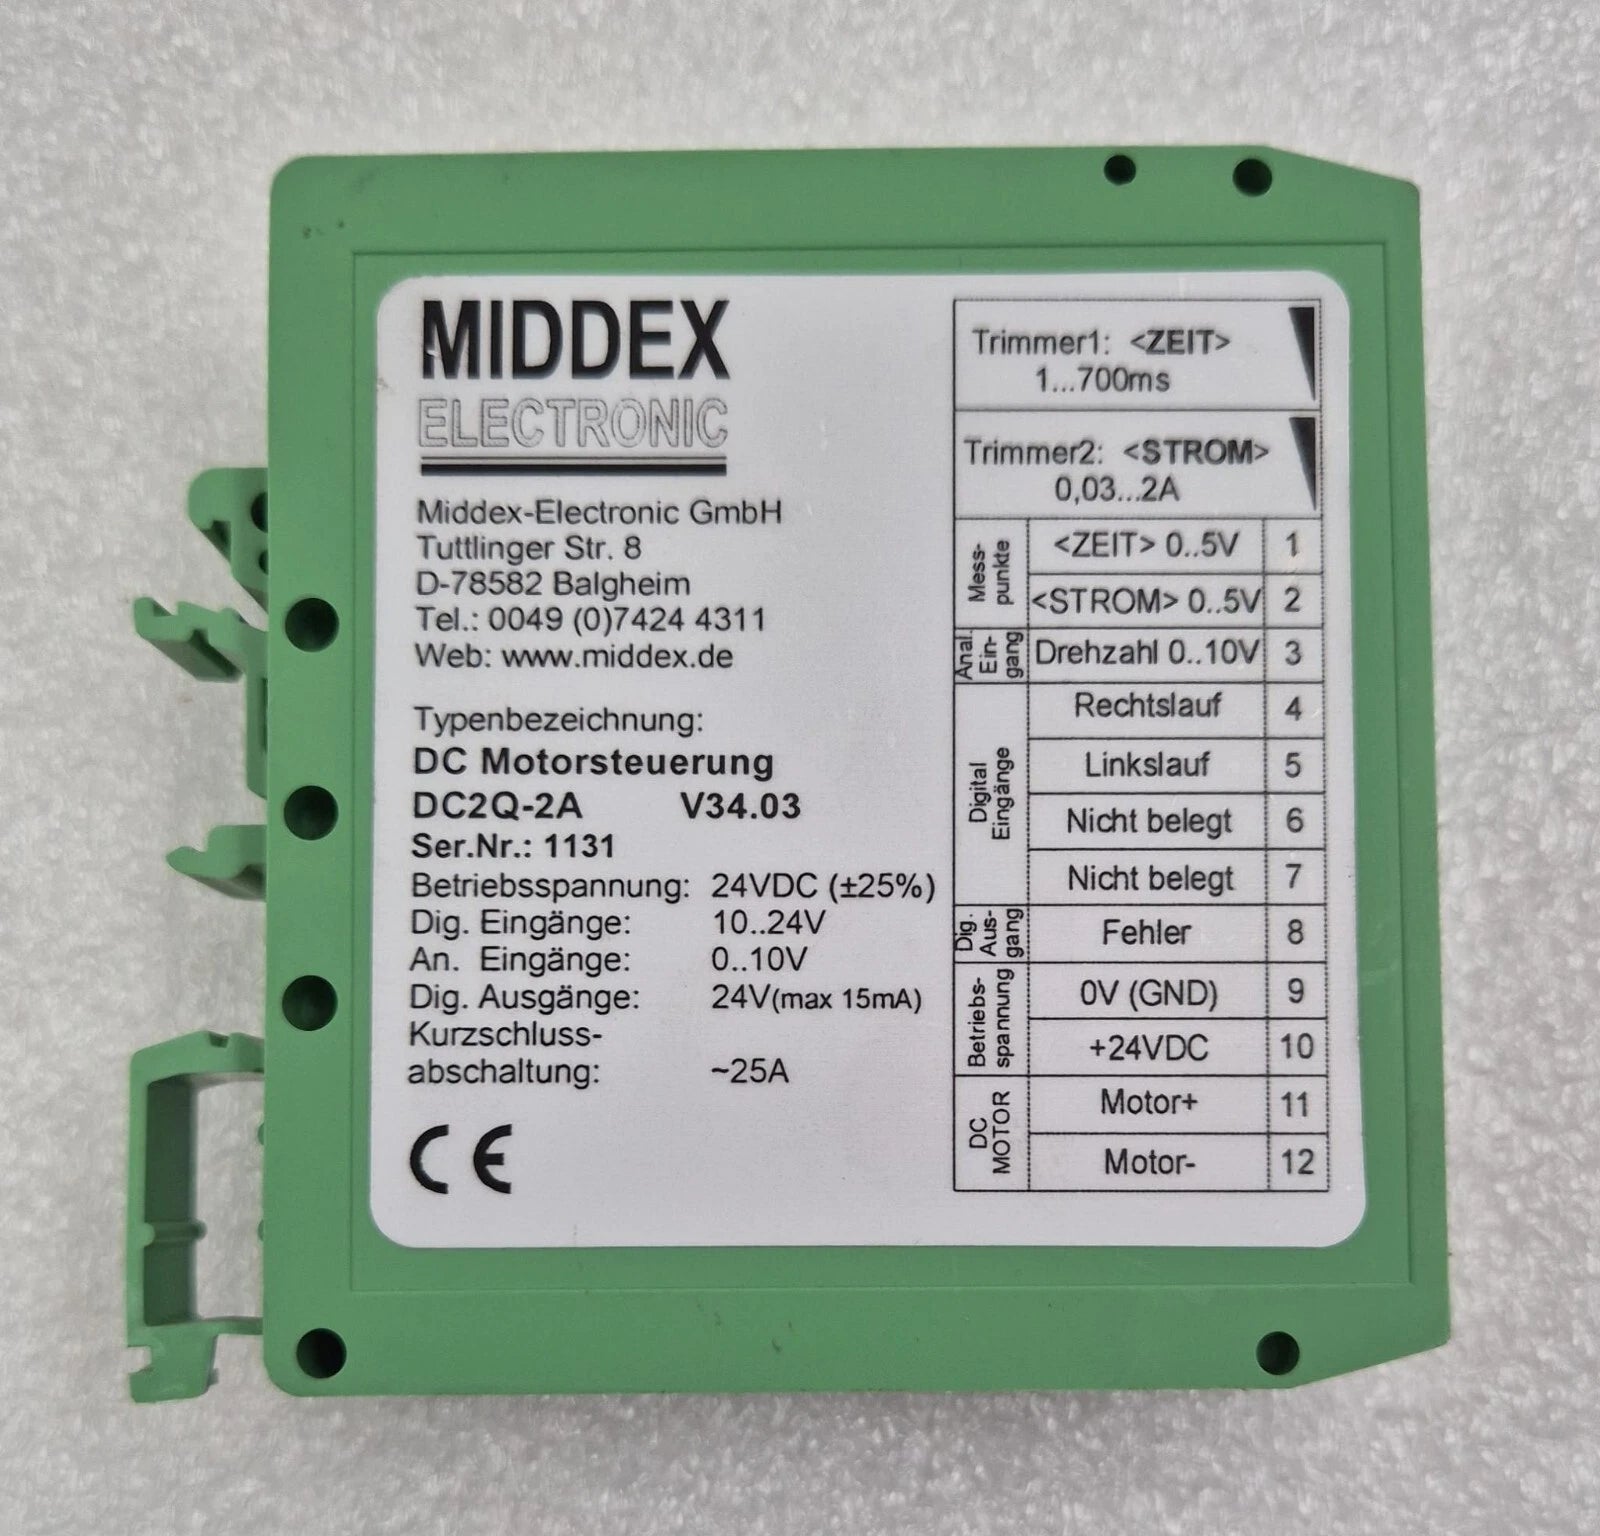 MIDDEX
ELECTRONIC
Middex-Electronic GmbH
Tuttlinger Str. 8
D-78582 Balgheim
Tel.: 0049 (0)7424 4311
Web: www.middex.de
Typenbezeichnung:
DC Motorsteuerung
DC2Q-2A V34.03
Ser.Nr.: 1131
Betriebsspannung: 24VDC (±25%)
Dig. Eingänge: 10..24V
An. Eingänge: 0..10V
Dig. Ausgänge: 24V(max 15mA)
Kurzschluss-
abschaltung: ~25A
CE
Trimmer1: <ZEIT>
1...700ms
Trimmer2: <STROM>
0,03...2A
Mess-
punkte
<ZEIT> 0..5V 1
<STROM> 0..5V 2
Anal.
Ein-
gang
Drehzahl 0..10V 3
Digital
Eingänge
Rechtslauf 4
Linkslauf 5
Nicht belegt 6
Nicht belegt 7
Dig.
Aus-
gang
Fehler 8
Betriebs-
spannung
0V (GND) 9
+24VDC 10
DC
MOTOR
Motor+ 11
Motor- 12